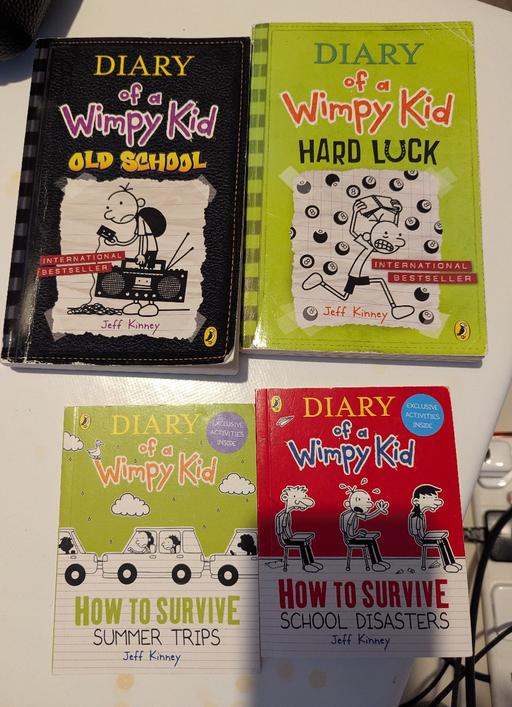 DIARY
of a
Wimpy Kid
OLD SCHOOL
INTERNATIONAL
BESTSELLER
Jeff Kinney
DIARY
of a
Wimpy Kid
HARD LUCK
8
INTERNATIONAL
BESTSELLER
Jeff Kinney
DIARY
of a
Wimpy Kid
EXCLUSIVE
ACTIVITIES
INSIDE
HOW TO SURVIVE
SUMMER TRIPS
Jeff Kinney
DIARY
of a
Wimpy Kid
EXCLUSIVE
ACTIVITIES
INSIDE
HOW TO SURVIVE
SCHOOL DISASTERS
Jeff Kinney